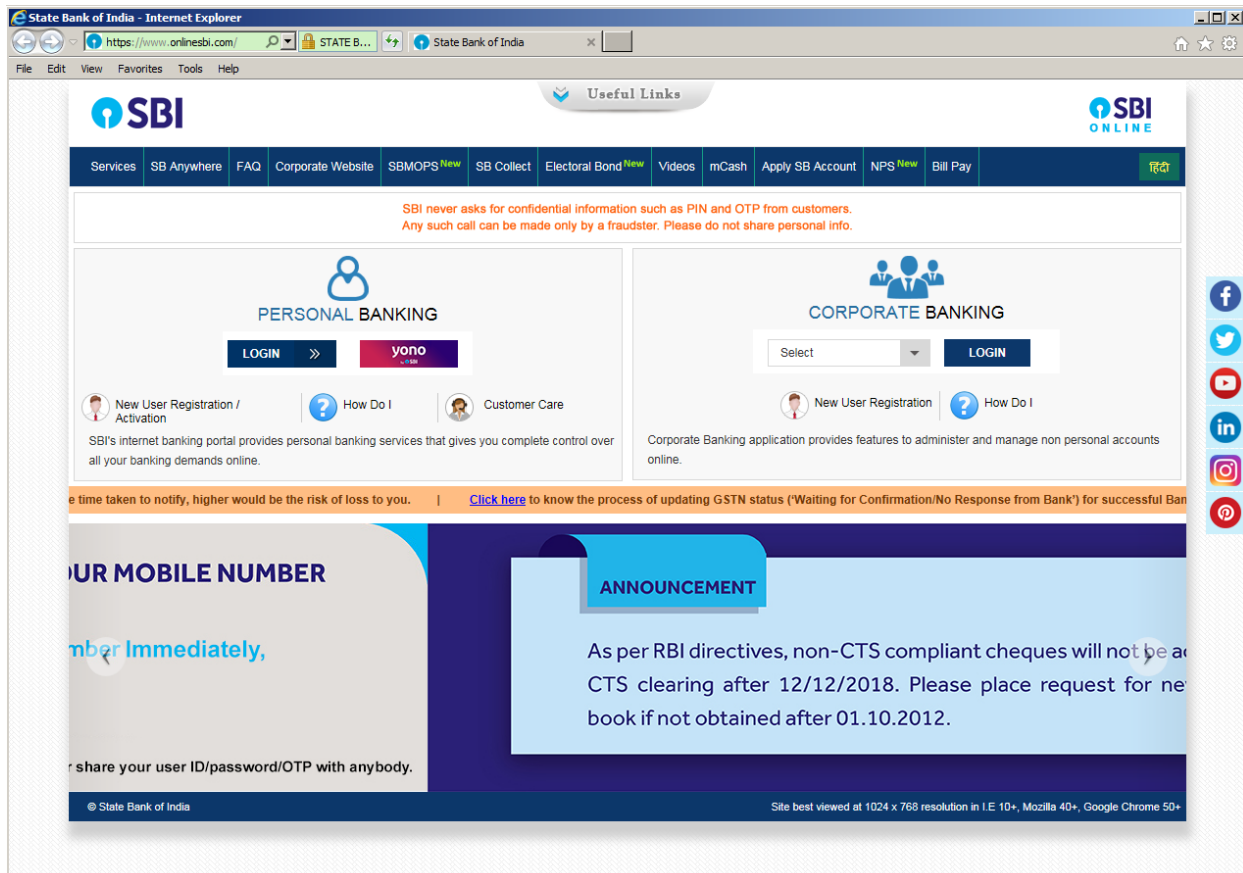 State Bank of India - Internet Explorer
https://www.onlinesbi.com/ STATE B... State Bank of India
File Edit View Favorites Tools Help
Useful Links
SBI
SBI
ONLINE
Services SB Anywhere FAQ Corporate Website SBMOPS New SB Collect Electoral Bond New Videos mCash Apply SB Account NPS New Bill Pay हिंदी
SBI never asks for confidential information such as PIN and OTP from customers.
Any such call can be made only by a fraudster. Please do not share personal info.
PERSONAL BANKING
LOGIN » yono
by SBI
New User Registration /
Activation
How Do I
Customer Care
SBI's internet banking portal provides personal banking services that gives you complete control over
all your banking demands online.
CORPORATE BANKING
Select LOGIN
New User Registration How Do I
Corporate Banking application provides features to administer and manage non personal accounts
online.
e time taken to notify, higher would be the risk of loss to you. | Click here to know the process of updating GSTN status (‘Waiting for Confirmation/No Response from Bank’) for successful Ban
OUR MOBILE NUMBER
mber Immediately,
r share your user ID/password/OTP with anybody.
ANNOUNCEMENT
As per RBI directives, non-CTS compliant cheques will not be ac
CTS clearing after 12/12/2018. Please place request for ne
book if not obtained after 01.10.2012.
© State Bank of India
Site best viewed at 1024 x 768 resolution in I.E 10+, Mozilla 40+, Google Chrome 50+